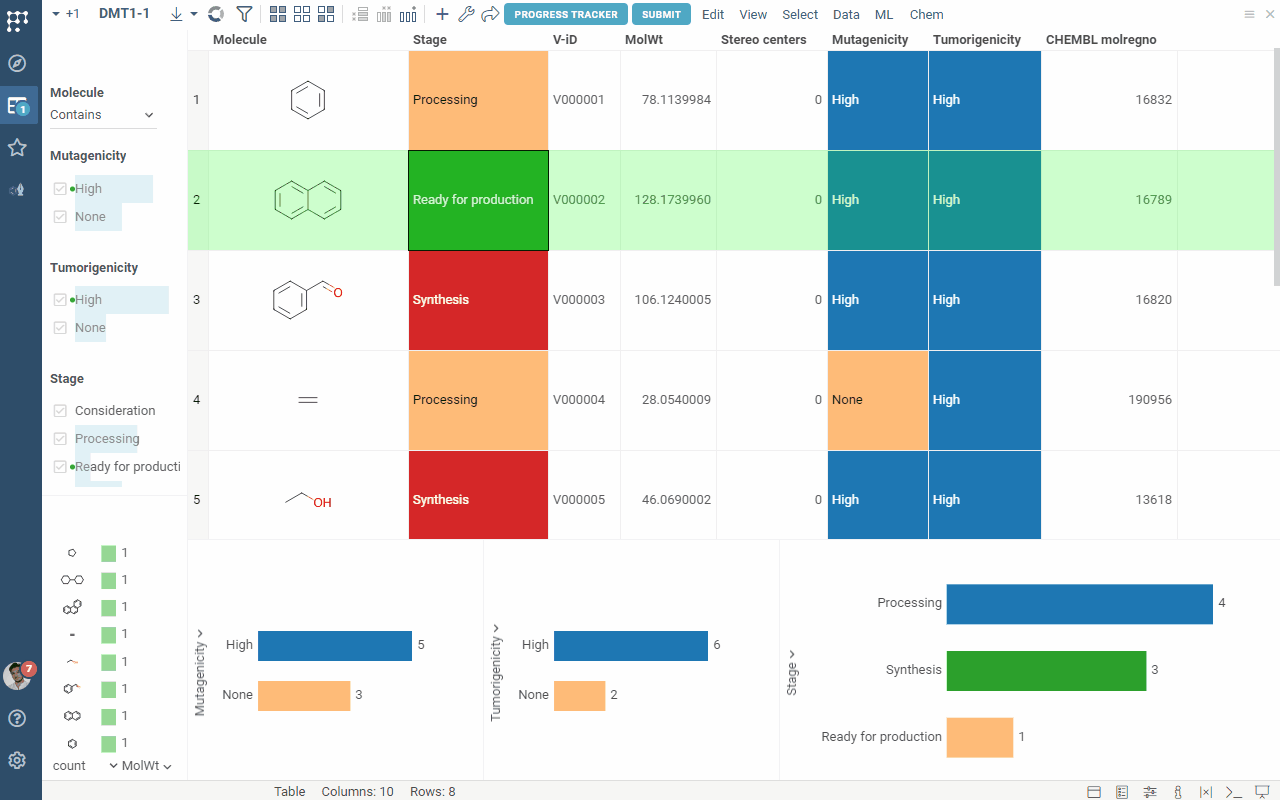 +1 DMT1-1 PROGRESS TRACKER SUBMIT Edit View Select Data ML Chem
Molecule Stage V-iD MolWt Stereo centers Mutagenicity Tumorigenicity CHEMBL molregno
1 Processing V000001 78.1139984 0 High High 16832
2 Ready for production V000002 128.1739960 0 High High 16789
3 O Synthesis V000003 106.1240005 0 High High 16820
4 Processing V000004 28.0540009 0 None High 190956
5 OH Synthesis V000005 46.0690002 0 High High 13618
1
7
Molecule
Contains
Mutagenicity
High
None
Tumorigenicity
High
None
Stage
Consideration
Processing
Ready for producti
1
1
1
1
1
1
1
1
count MolWt
Mutagenicity
High 5
None 3
Tumorigenicity
High 6
None 2
Stage
Processing 4
Synthesis 3
Ready for production 1
Table Columns: 10 Rows: 8